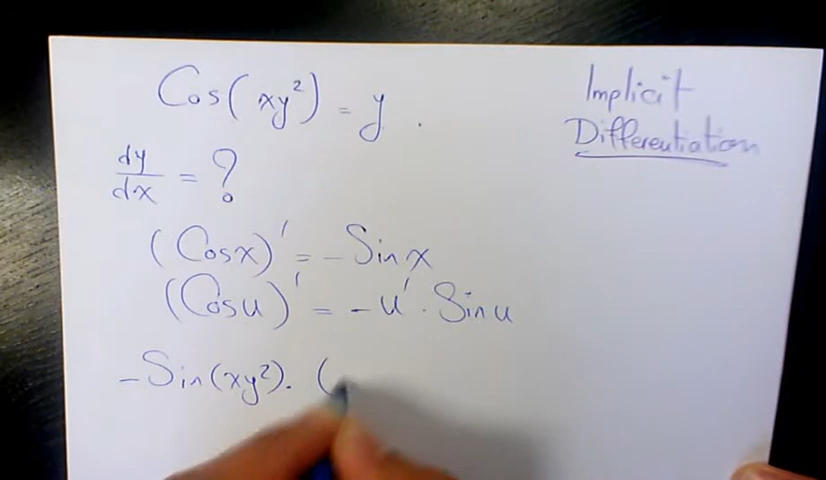 Cos(xy²) = y.
Implicit
Differentiation
dy/dx = ?
(Cosx)' = -Sinx
(Cosu)' = -u'. Sinu
-Sin(xy²). (